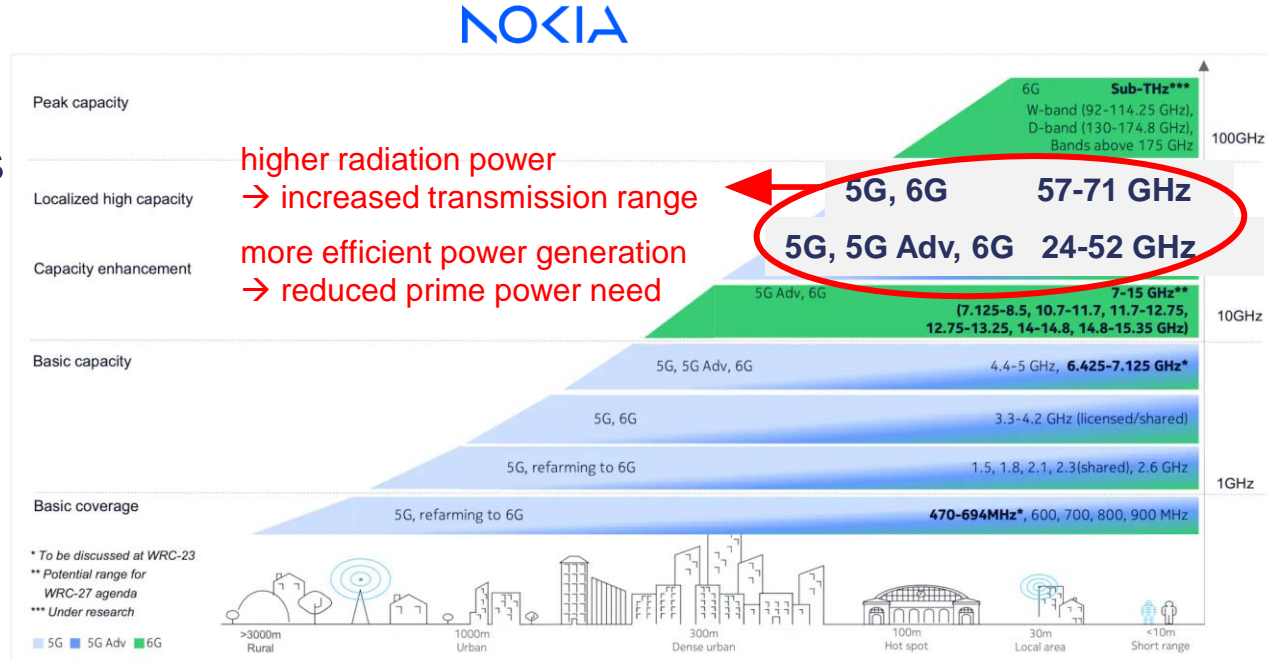 NOKIA
Peak capacity
6G Sub-THz***
W-band (92-114.25 GHz),
D-band (130-174.8 GHz),
Bands above 175 GHz
100GHz
s
higher radiation power
→ increased transmission range
Localized high capacity
5G, 6G 57-71 GHz
more efficient power generation
→ reduced prime power need
Capacity enhancement
5G, 5G Adv, 6G 24-52 GHz
5G Adv, 6G 7-15 GHz**
(7.125-8.5, 10.7-11.7, 11.7-12.75,
12.75-13.25, 14-14.8, 14.8-15.35 GHz)
10GHz
Basic capacity
5G, 5G Adv, 6G 4.4-5 GHz, 6.425-7.125 GHz*
5G, 6G 3.3-4.2 GHz (licensed/shared)
5G, refarming to 6G 1.5, 1.8, 2.1, 2.3(shared), 2.6 GHz
1GHz
Basic coverage
5G, refarming to 6G 470-694MHz*, 600, 700, 800, 900 MHz
* To be discussed at WRC-23
** Potential range for
WRC-27 agenda
*** Under research
5G 5G Adv 6G
>3000m
Rural
1000m
Urban
300m
Dense urban
100m
Hot spot
30m
Local area
<10m
Short range